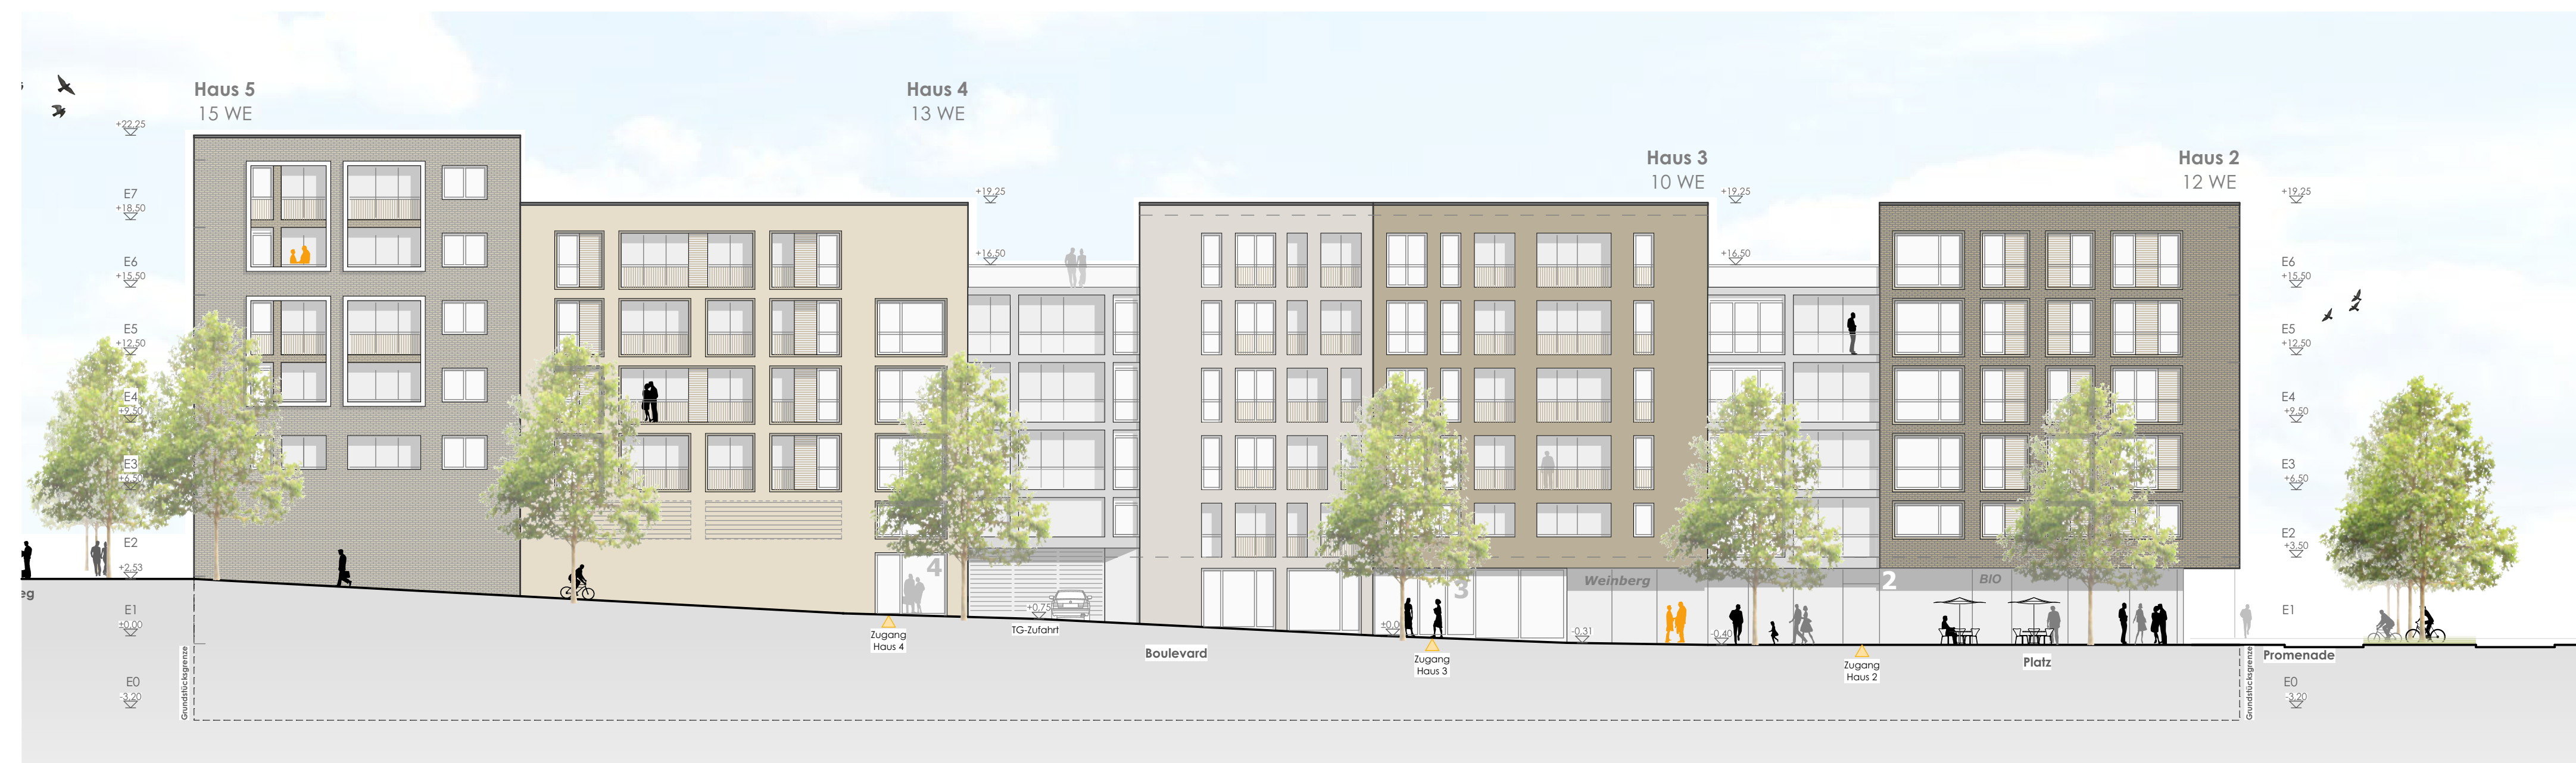 Haus 5
15 WE
Haus 4
13 WE
Haus 3
10 WE
Haus 2
12 WE
+22,25
E7
+18,50
E6
+15,50
E5
+12,50
E4
+9,50
E3
+6,50
E2
+2,53
E1
±0,00
E0
-3,20
+19,25
+16,50
+19,25
+16,50
+19,25
E6
+15,50
E5
+12,50
E4
+9,50
E3
+6,50
E2
+3,50
E1
E0
-3,20
eg
4
3
Weinberg
2
BIO
+0,75
TG-Zufahrt
±0,0
-0,31
-0,40
Zugang
Haus 4
Boulevard
Zugang
Haus 3
Zugang
Haus 2
Platz
Promenade
Grundstücksgrenze
Grundstücksgrenze